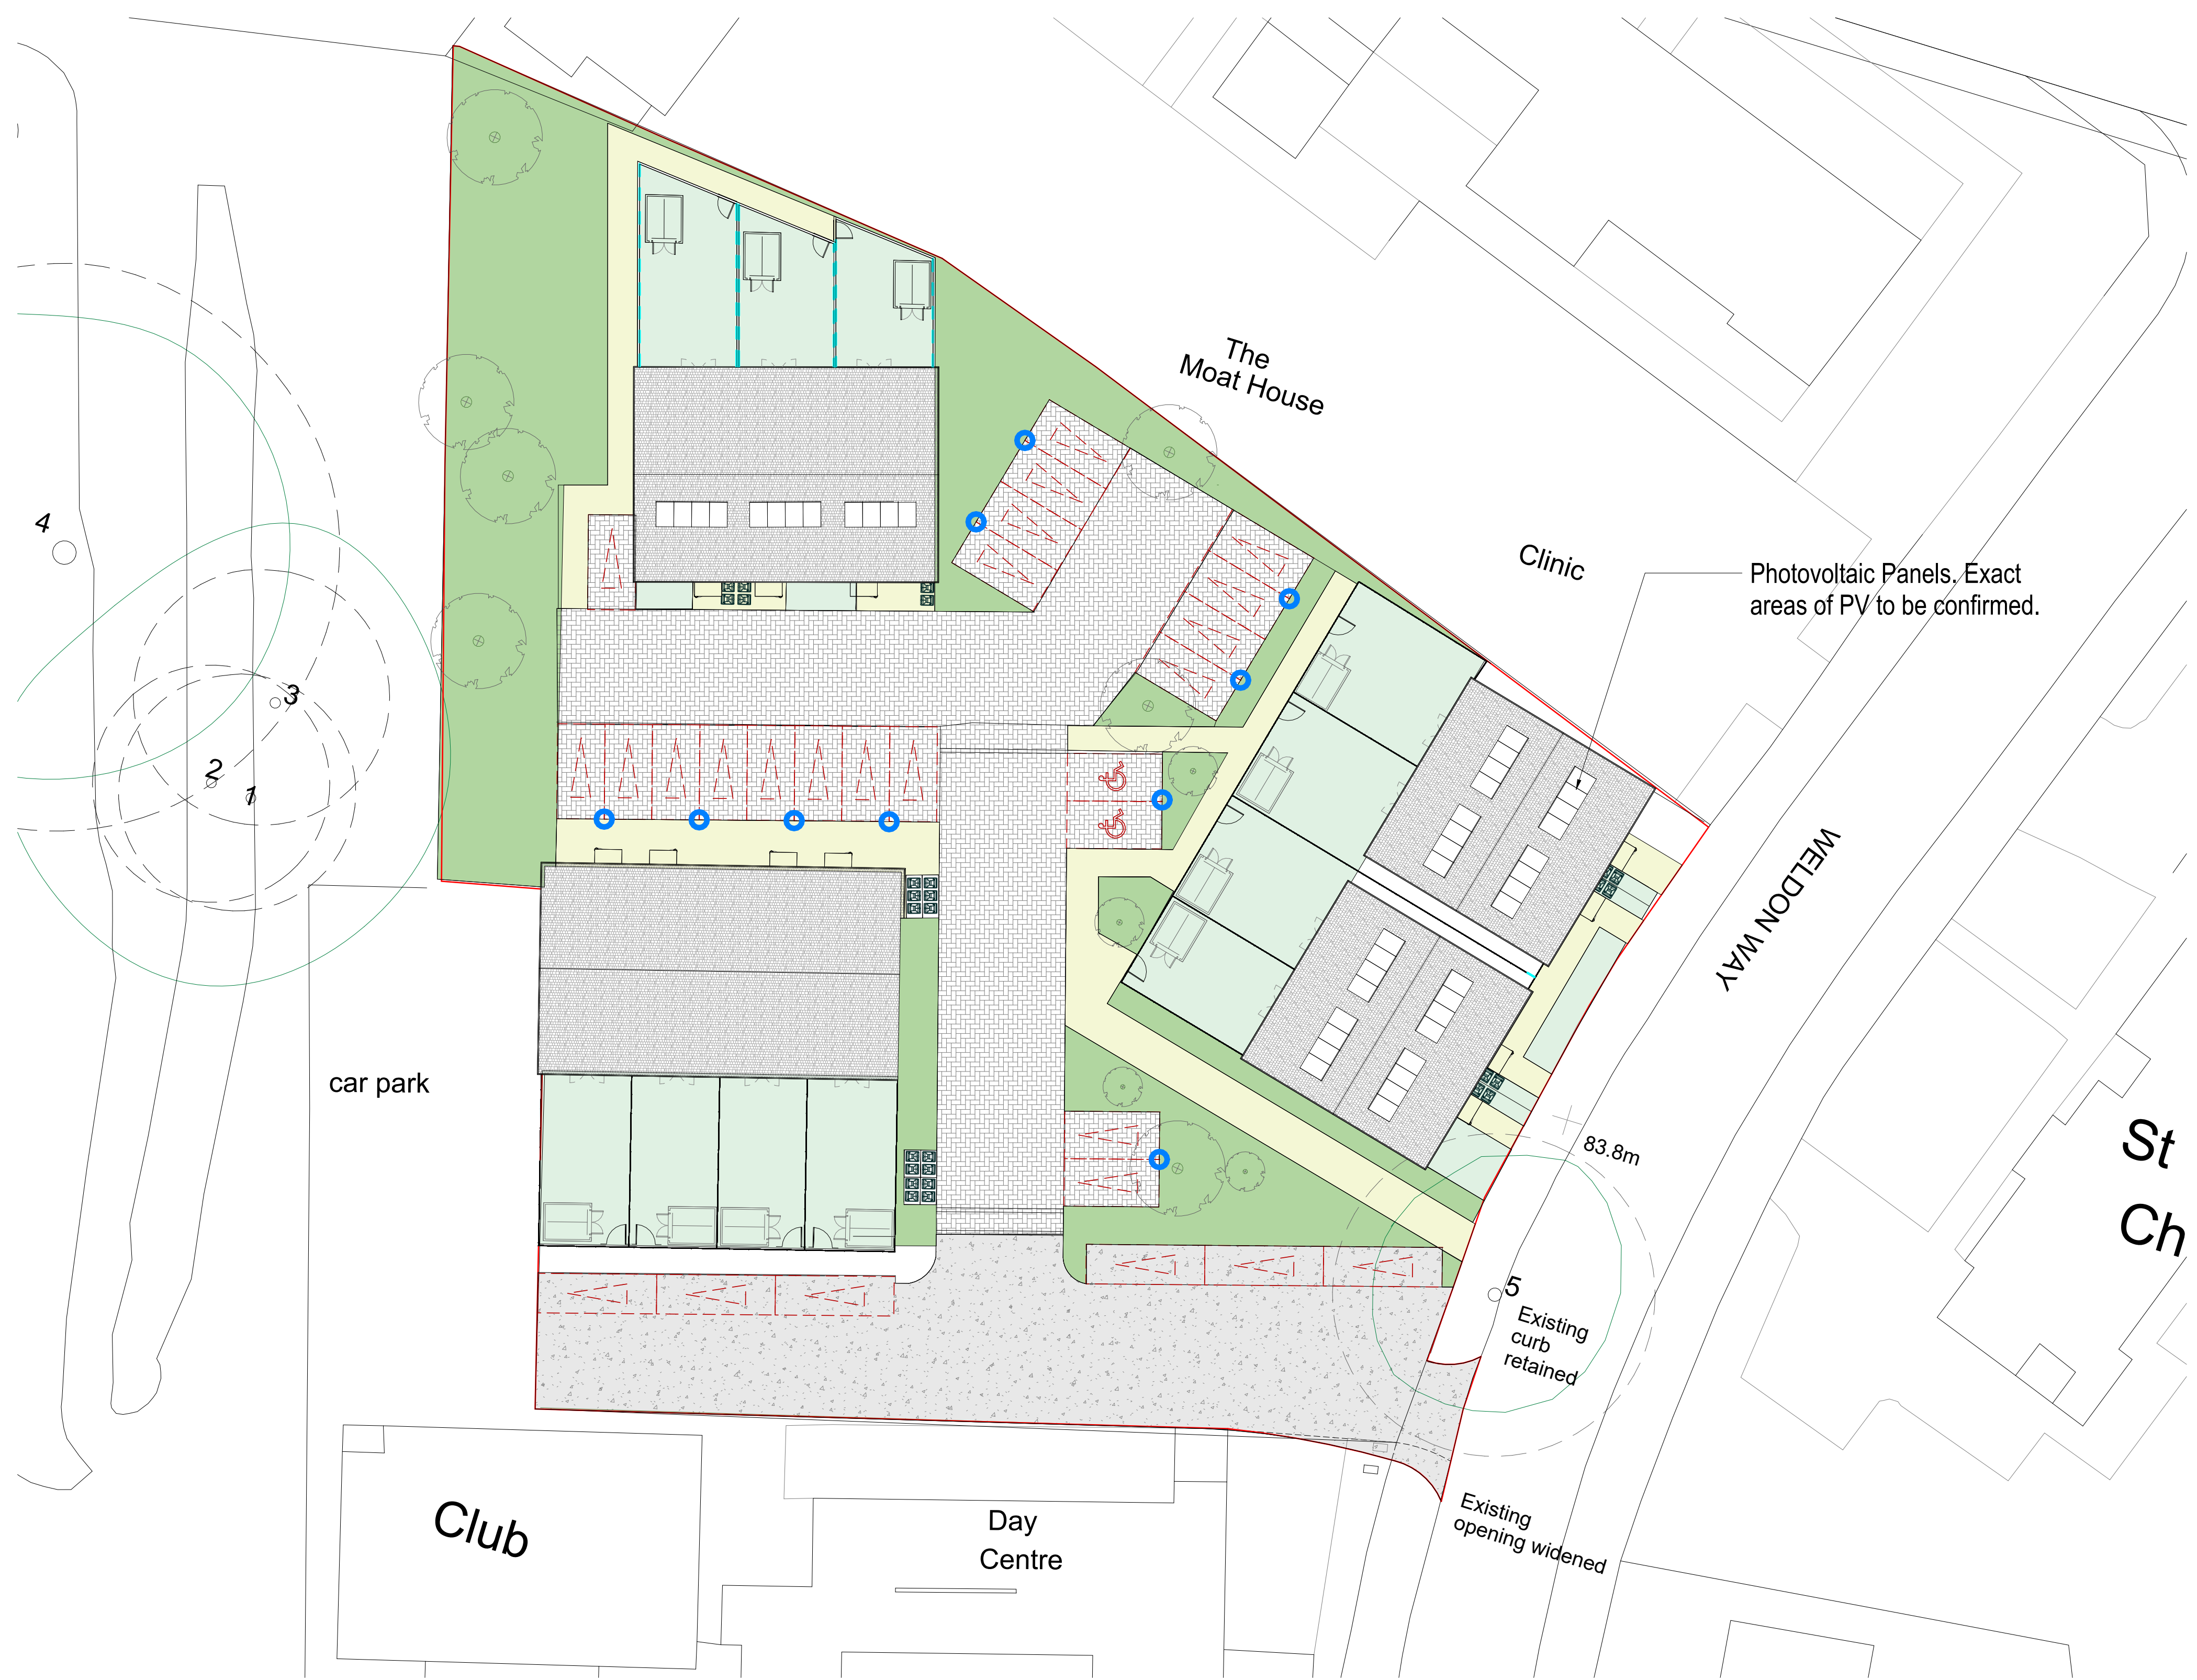 The
Moat House
Clinic
Photovoltaic Panels. Exact
areas of PV to be confirmed.
4
3
2
1
WELDON WAY
car park
83.8m
St
Ch
5
Existing
curb
retained
Existing
opening widened
Club
Day
Centre